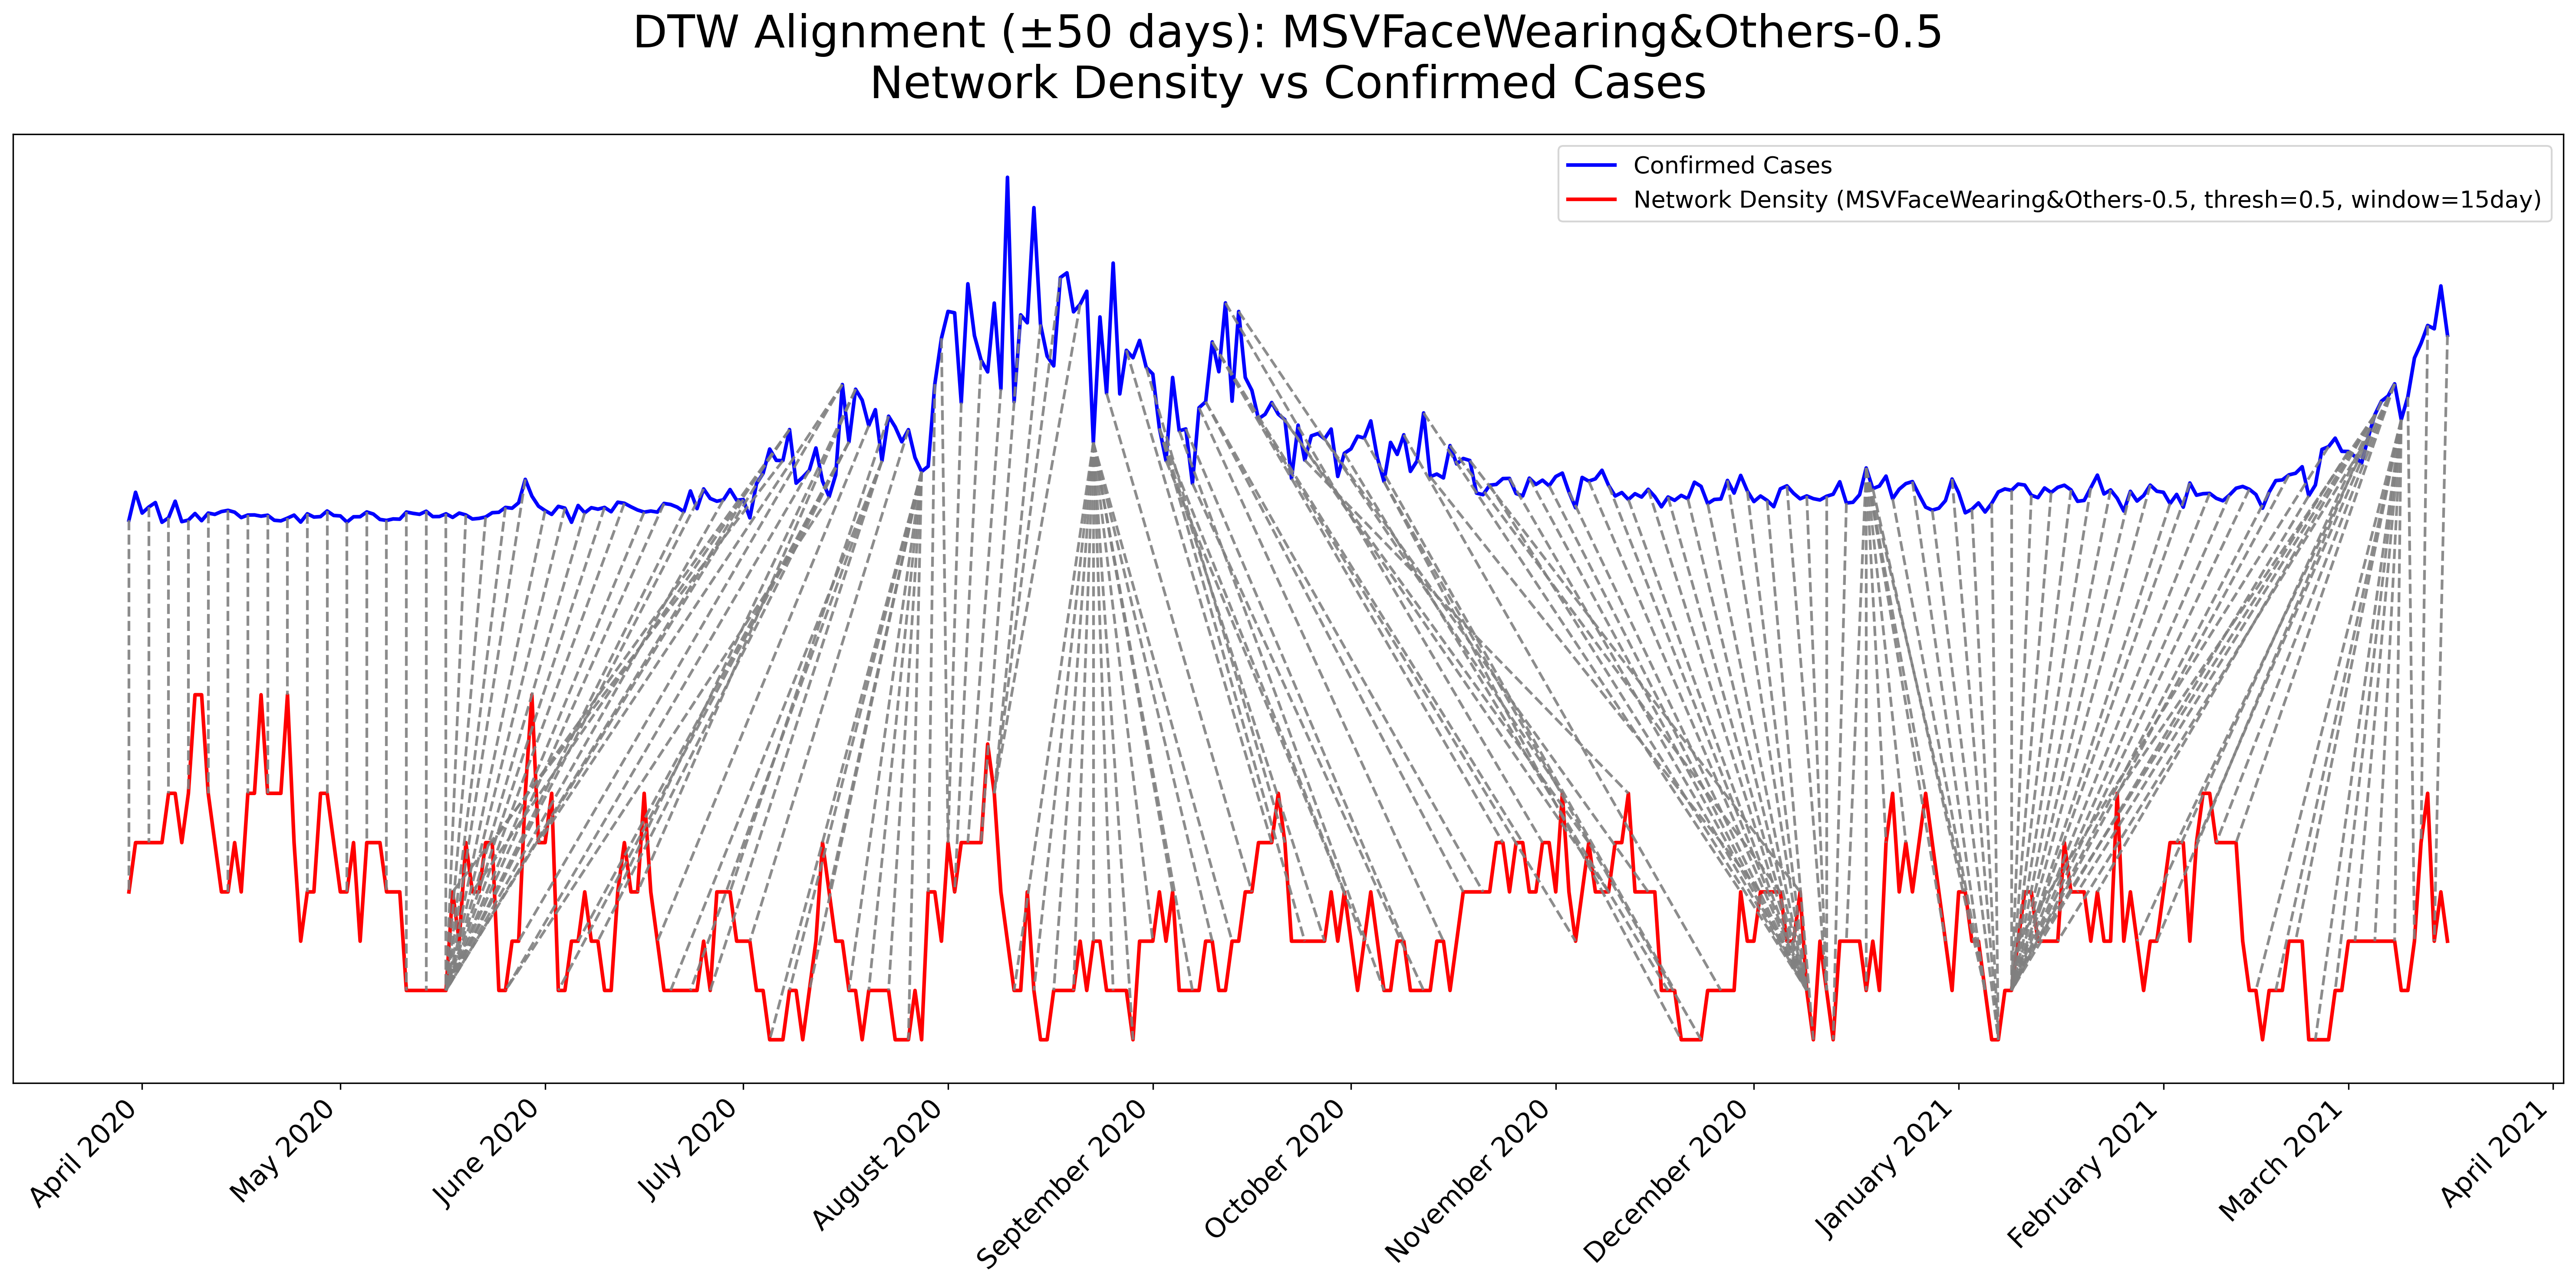 DTW Alignment (±50 days): MSVFaceWearing&Others-0.5
Network Density vs Confirmed Cases
Confirmed Cases
Network Density (MSVFaceWearing&Others-0.5, thresh=0.5, window=15day)
April 2020
May 2020
June 2020
July 2020
August 2020
September 2020
October 2020
November 2020
December 2020
January 2021
February 2021
March 2021
April 2021